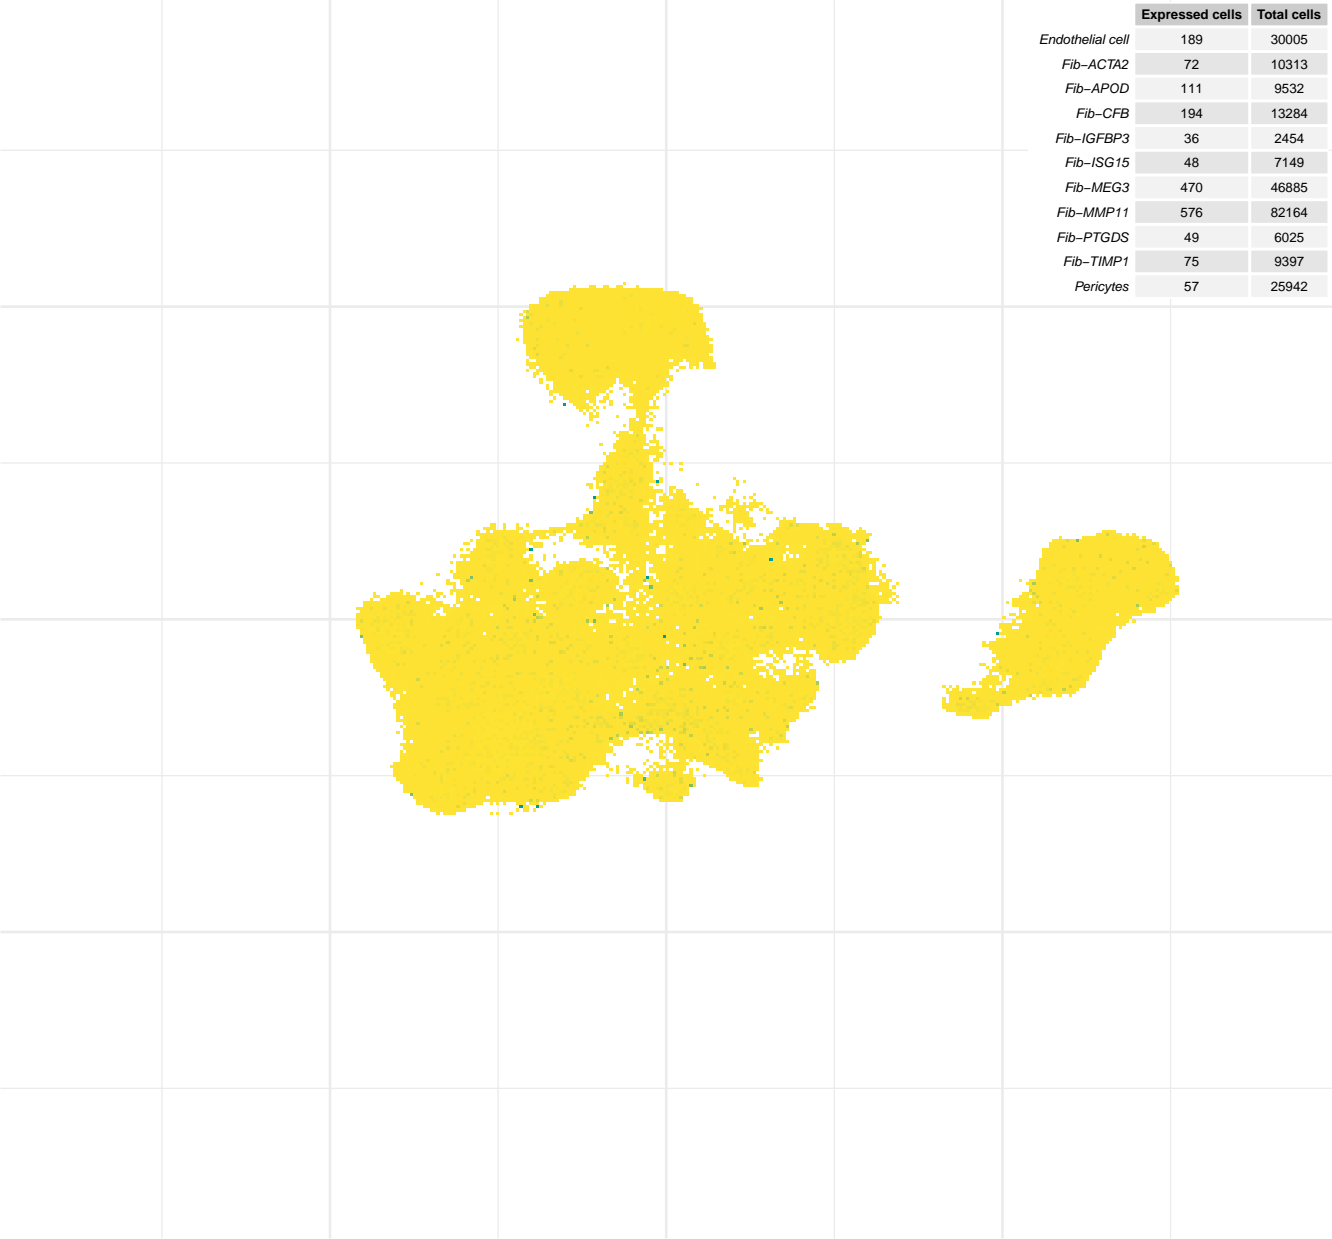 Expressed cells Total cells
Endothelial cell 189 30005
Fib−ACTA2 72 10313
Fib−APOD 111 9532
Fib−CFB 194 13284
Fib−IGFBP3 36 2454
Fib−ISG15 48 7149
Fib−MEG3 470 46885
Fib−MMP11 576 82164
Fib−PTGDS 49 6025
Fib−TIMP1 75 9397
Pericytes 57 25942